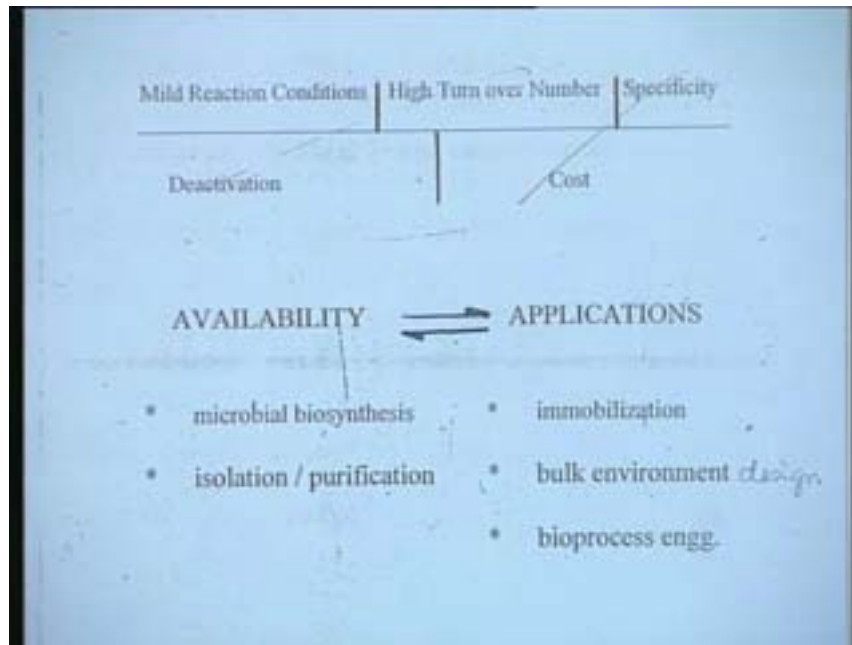 Mild Reaction Conditions High Turn over Number Specificity
Deactivation Cost
AVAILABILITY APPLICATIONS
• microbial biosynthesis • immobilization
• isolation / purification • bulk environment design
• bioprocess engg.